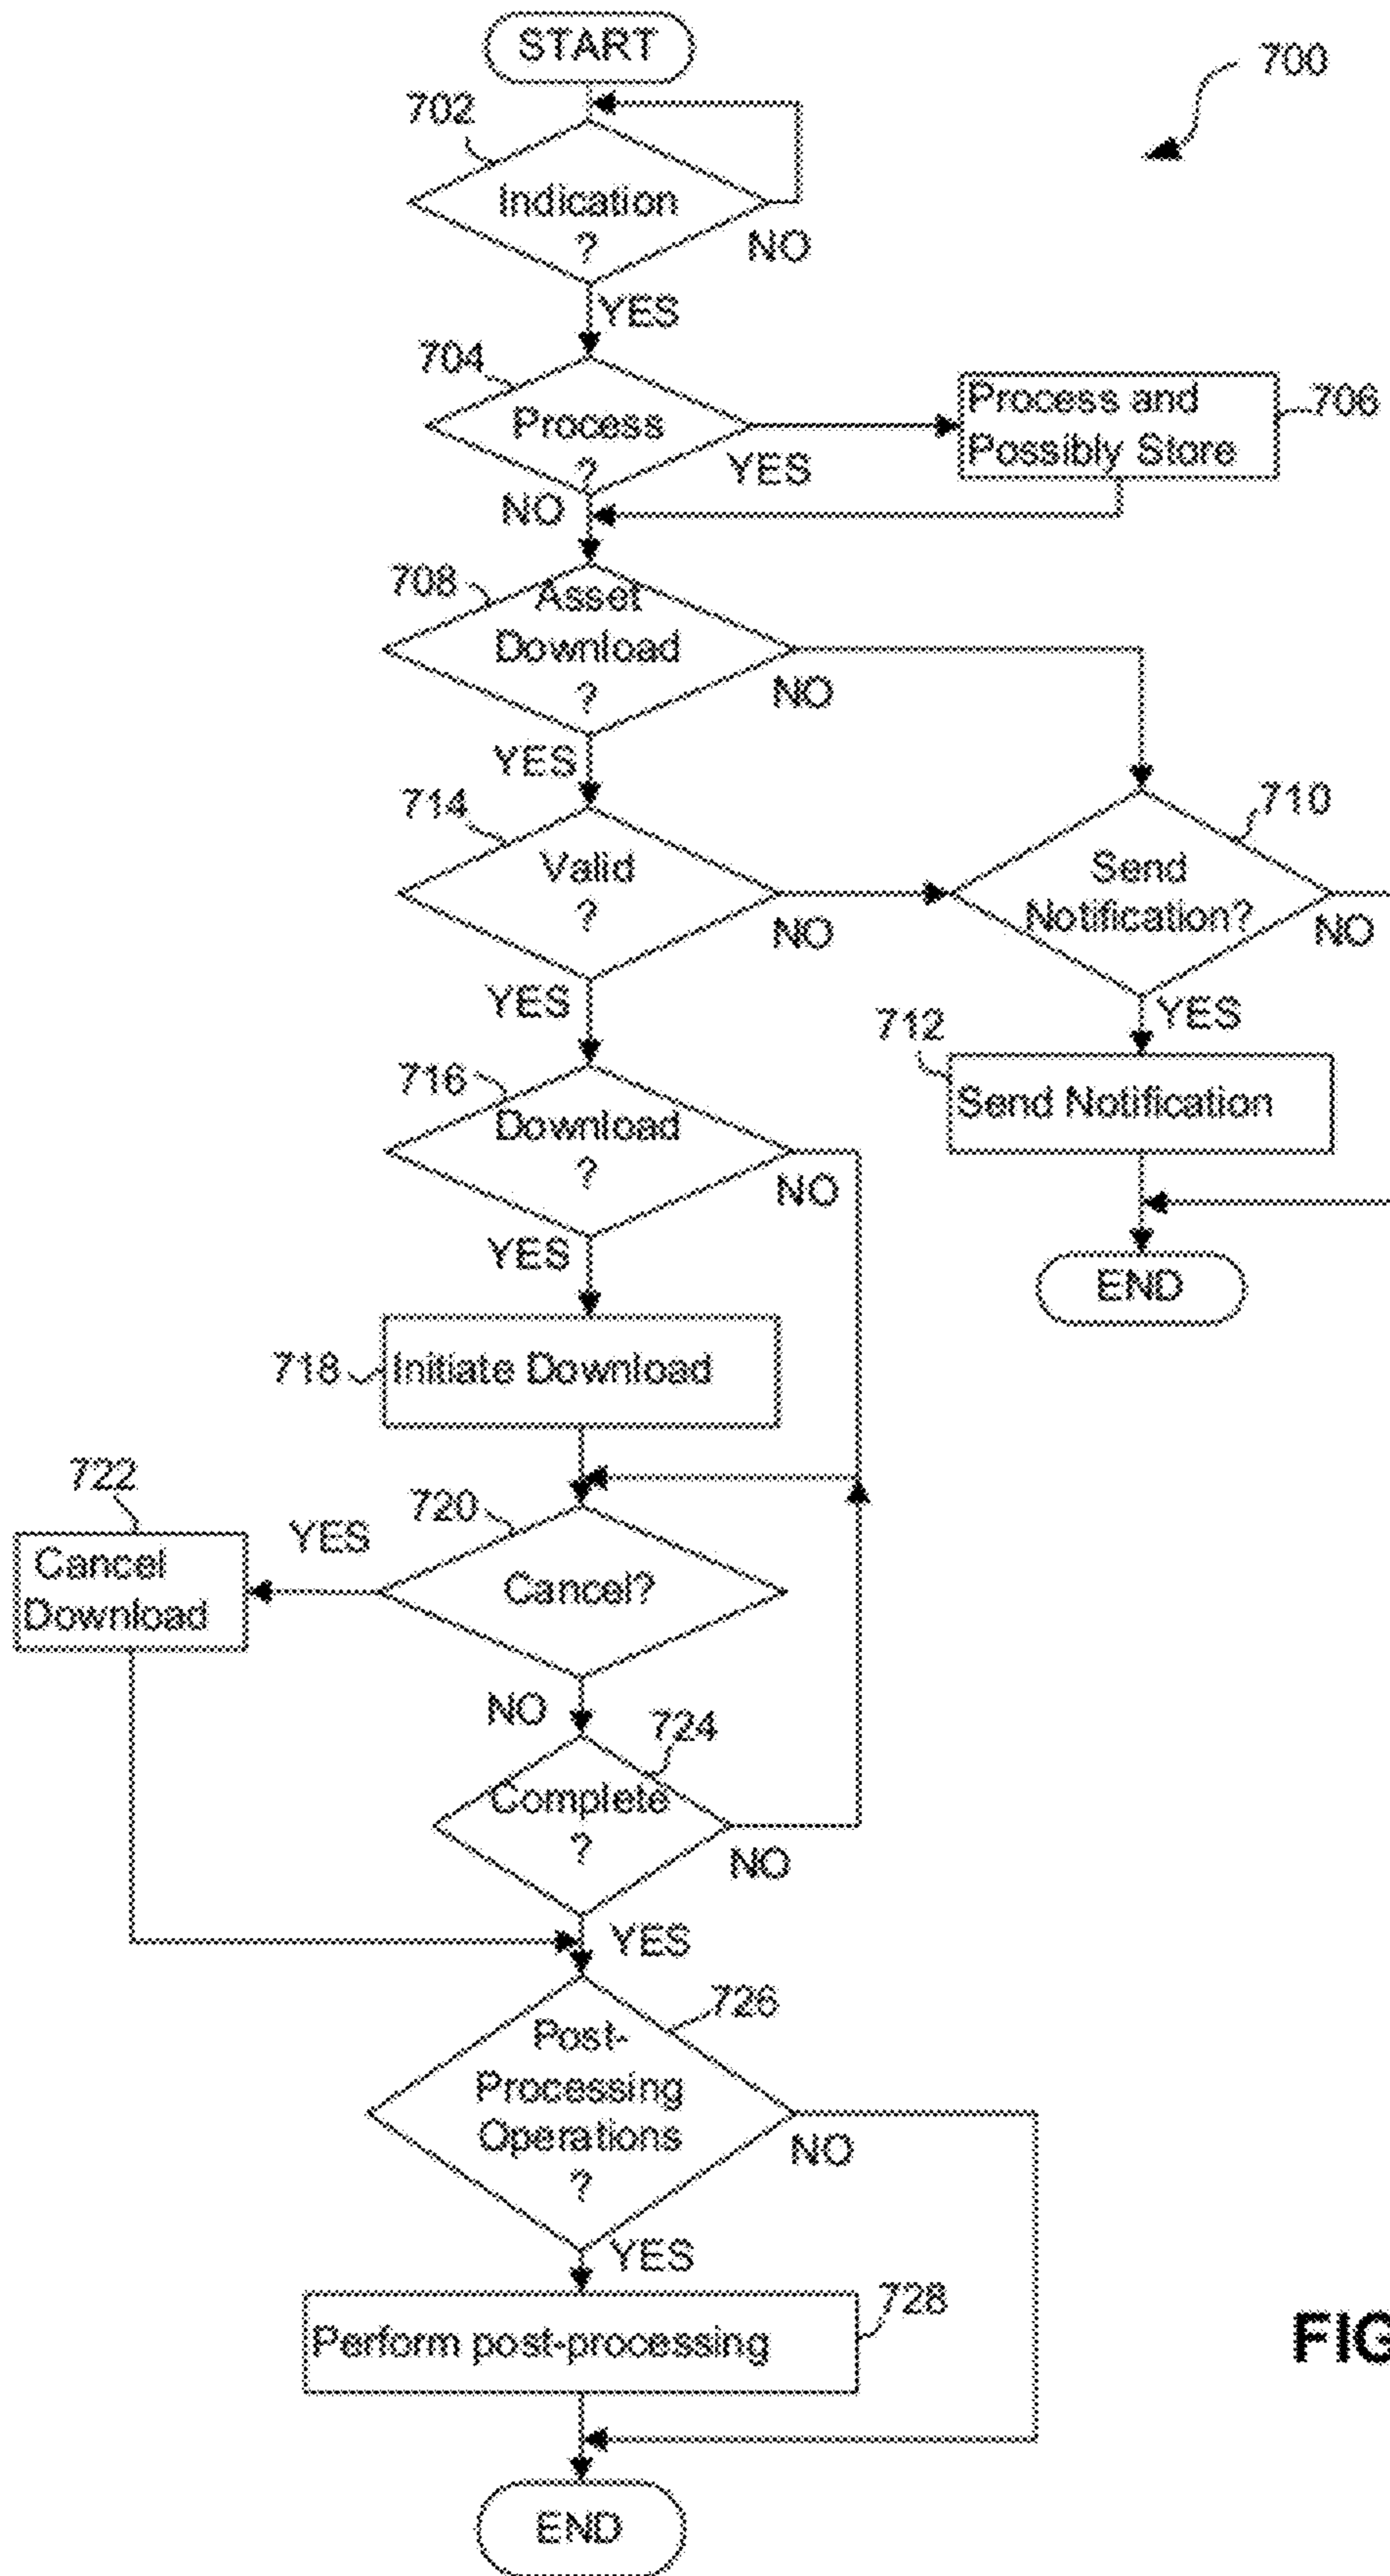 START
700
702
Indication
?
NO
YES
704
Process
?
YES
NO
Process and
Possibly Store
706
708
Asset
Download
?
NO
YES
714
Valid
?
NO
YES
710
Send
Notification?
NO
YES
712
Send Notification
END
716
Download
?
NO
YES
718
Initiate Download
720
Cancel?
YES
722
Cancel
Download
NO
724
Complete
?
NO
YES
726
Post-
Processing
Operations
?
NO
YES
728
Perform post-processing
END
FIG